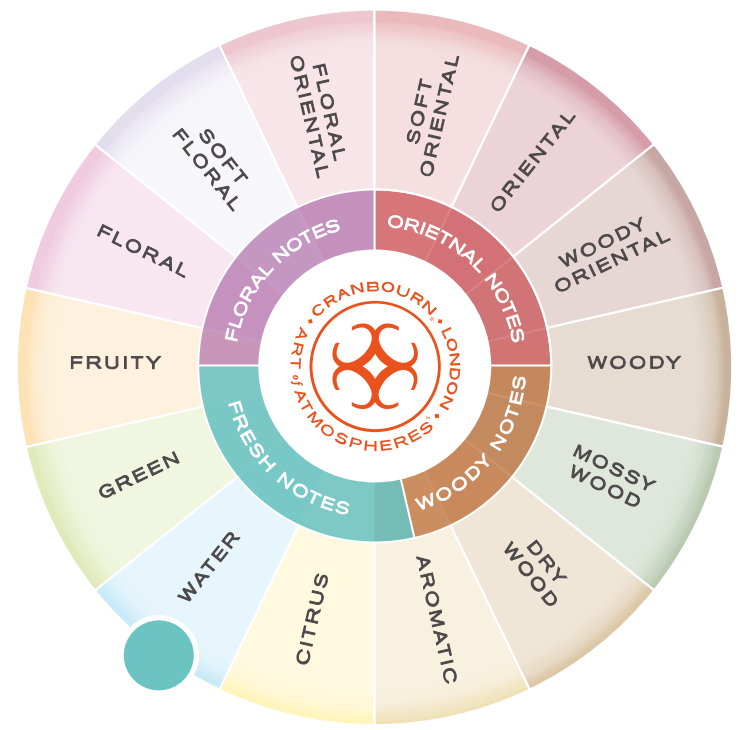 FLORAL
ORIENTAL
SOFT
ORIENTAL
ORIENTAL
WOODY
ORIENTAL
WOODY
MOSSY
WOOD
DRY
WOOD
AROMATIC
CITRUS
WATER
GREEN
FRUITY
FLORAL
SOFT
FLORAL
FLORAL NOTES
ORIETNAL NOTES
WOODY NOTES
FRESH NOTES
CRANBOURN
LONDON
ART of ATMOSPHERES